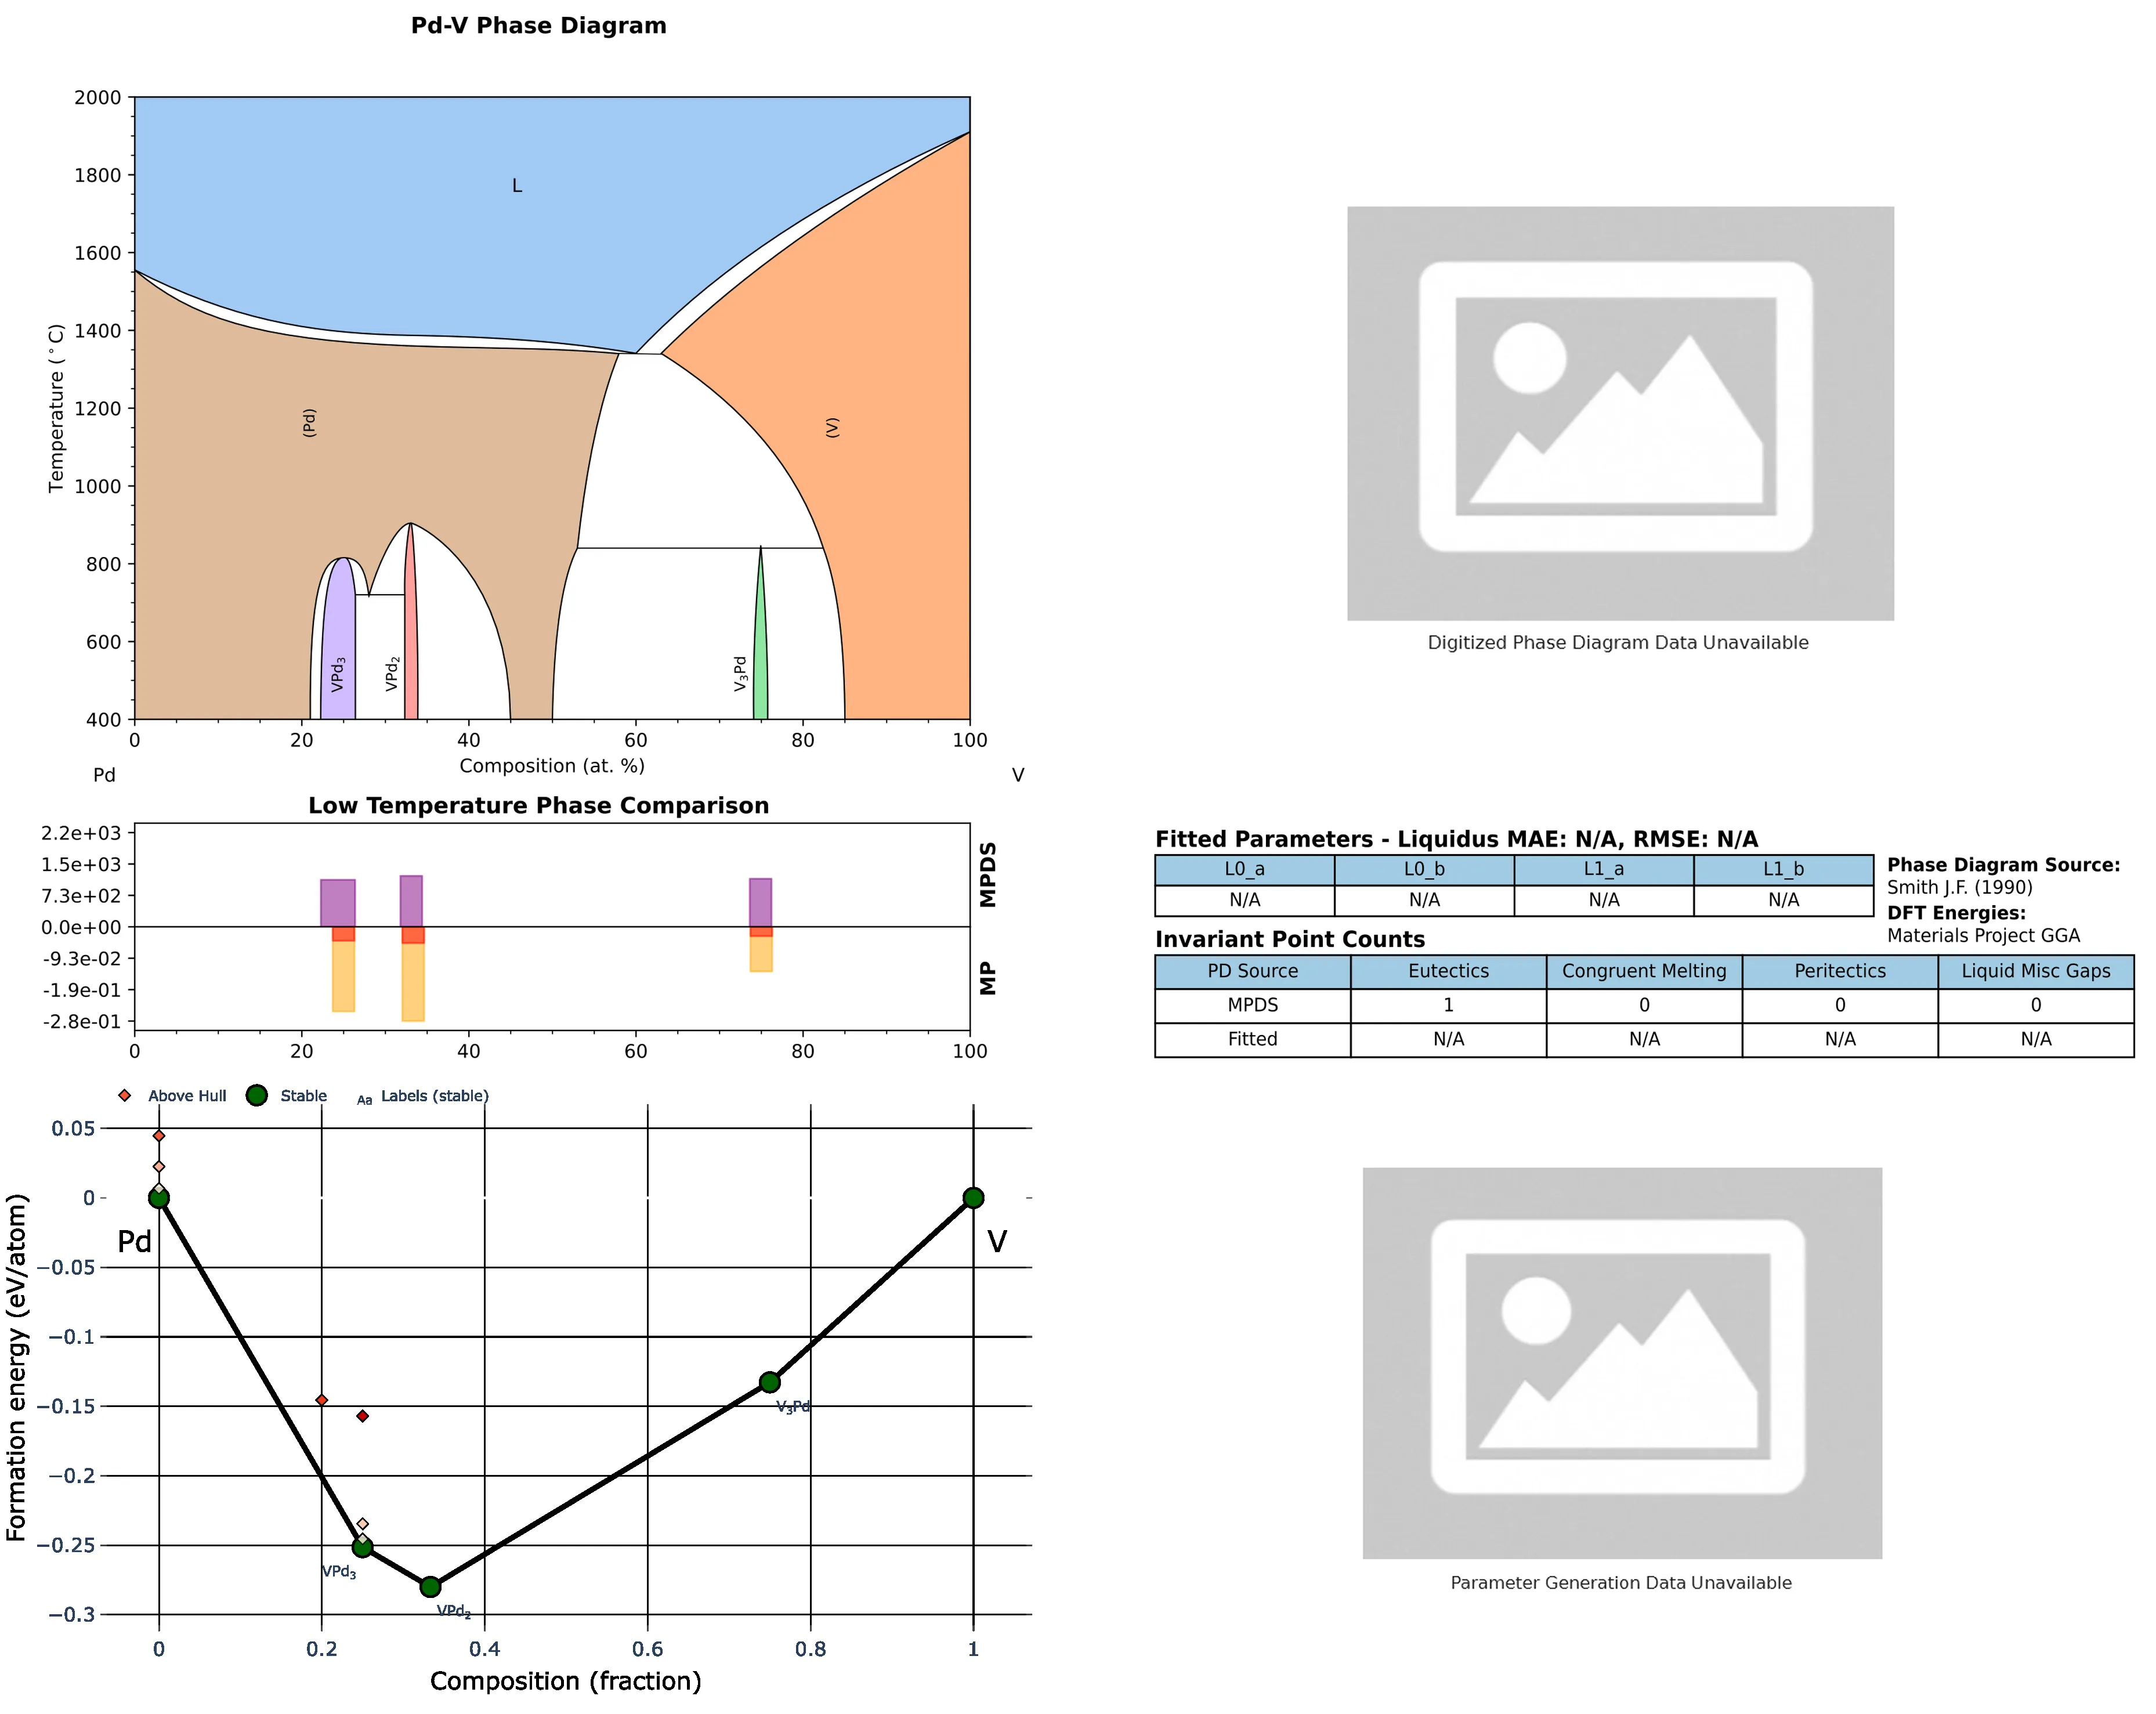 Pd-V Phase Diagram
2000
1800
1600
1400
1200
1000
800
600
400
Temperature (°C)
L
(Pd)
(V)
VPd₃
VPd₂
V₃Pd
0 20 40 60 80 100
Composition (at. %)
Pd V
Digitized Phase Diagram Data Unavailable
Low Temperature Phase Comparison
2.2e+03
1.5e+03
7.3e+02
0.0e+00
-9.3e-02
-1.9e-01
-2.8e-01
MPDS
MP
0 20 40 60 80 100
Fitted Parameters - Liquidus MAE: N/A, RMSE: N/A
L0_a L0_b L1_a L1_b
N/A N/A N/A N/A
Phase Diagram Source:
Smith J.F. (1990)
DFT Energies:
Materials Project GGA
Invariant Point Counts
PD Source Eutectics Congruent Melting Peritectics Liquid Misc Gaps
MPDS 1 0 0 0
Fitted N/A N/A N/A N/A
Above Hull Stable Aa Labels (stable)
0.05
0
−0.05
−0.1
−0.15
−0.2
−0.25
−0.3
Formation energy (eV/atom)
Pd
V
V₃Pd
VPd₃
VPd₂
0 0.2 0.4 0.6 0.8 1
Composition (fraction)
Parameter Generation Data Unavailable